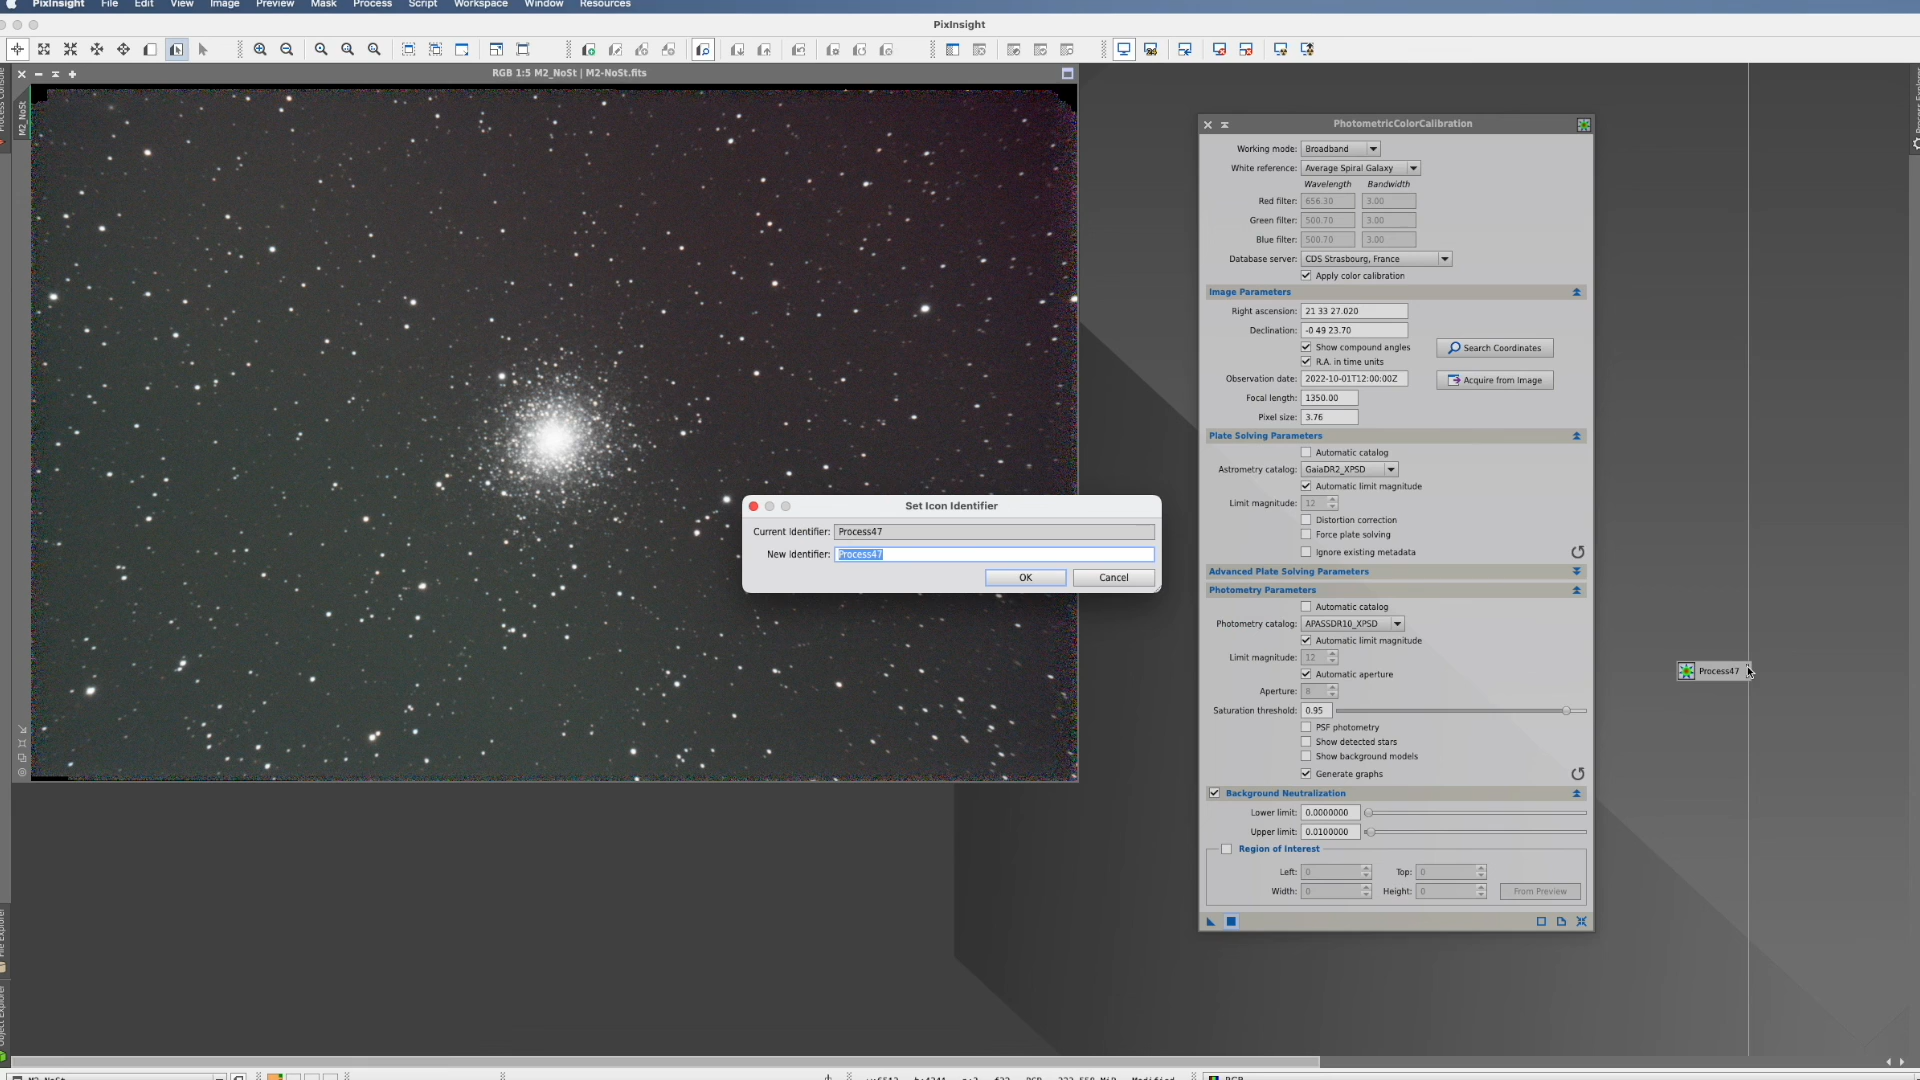 PixInsight File Edit View Image Preview Mask Process Script Workspace Window Resources
PixInsight
RGB 1:5 M2_NoSt | M2-NoSt.fits
M2_NoSt
PhotometricColorCalibration
Working mode: Broadband
White reference: Average Spiral Galaxy
Wavelength Bandwidth
Red filter: 656.30 3.00
Green filter: 500.70 3.00
Blue filter: 500.70 3.00
Database server: CDS Strasbourg, France
Apply color calibration
Image Parameters
Right ascension: 21 33 27.020
Declination: -0 49 23.70
Show compound angles
Search Coordinates
R.A. in time units
Observation date: 2022-10-01T12:00:00Z
Acquire from Image
Focal length: 1350.00
Pixel size: 3.76
Plate Solving Parameters
Automatic catalog
Astrometry catalog: GaiaDR2_XPSD
Automatic limit magnitude
Limit magnitude: 12
Distortion correction
Force plate solving
Ignore existing metadata
Advanced Plate Solving Parameters
Photometry Parameters
Automatic catalog
Photometry catalog: APASSDR10_XPSD
Automatic limit magnitude
Limit magnitude: 12
Automatic aperture
Aperture: 8
Saturation threshold: 0.95
PSF photometry
Show detected stars
Show background models
Generate graphs
Background Neutralization
Lower limit: 0.0000000
Upper limit: 0.0100000
Region of Interest
Left: 0 Top: 0
Width: 0 Height: 0 From Preview
Set Icon Identifier
Current identifier: Process47
New identifier: Process47
OK Cancel
Process47
File Explorer
Object Explorer